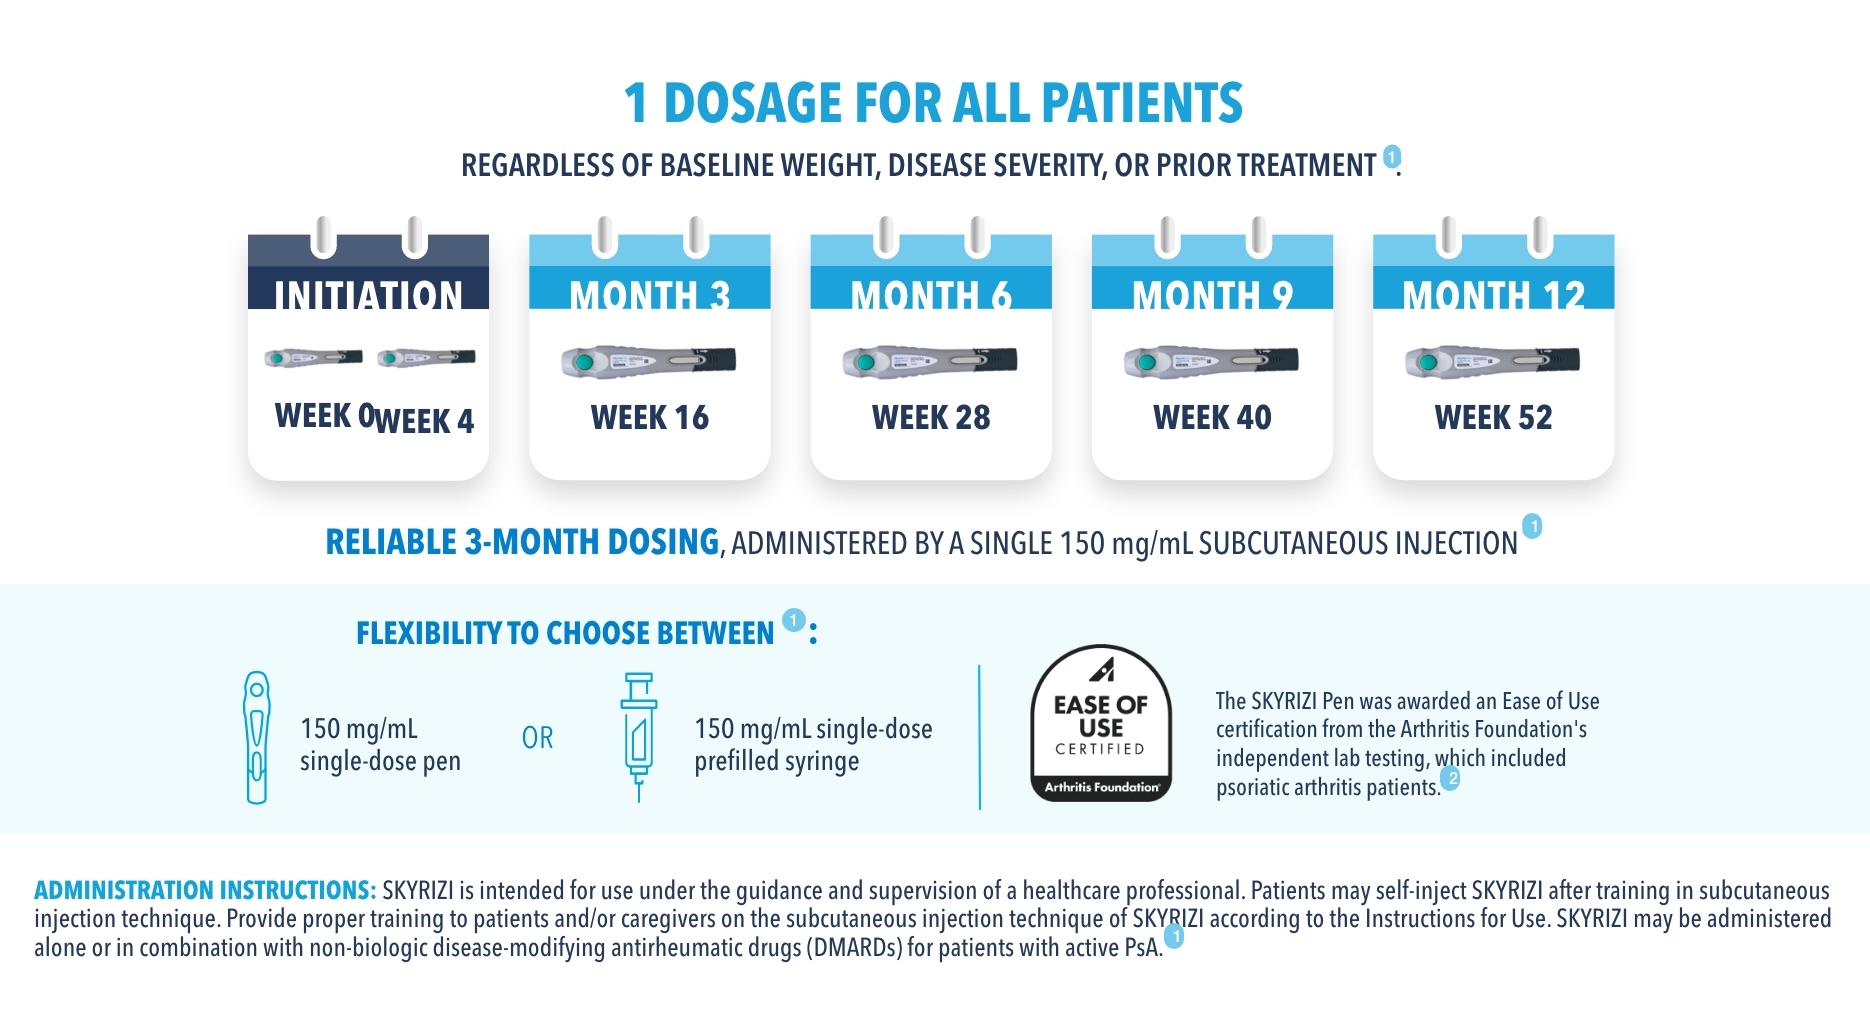 1 DOSAGE FOR ALL PATIENTS
REGARDLESS OF BASELINE WEIGHT, DISEASE SEVERITY, OR PRIOR TREATMENT 1.
INITIATION
WEEK 0 WEEK 4
MONTH 3
WEEK 16
MONTH 6
WEEK 28
MONTH 9
WEEK 40
MONTH 12
WEEK 52
RELIABLE 3-MONTH DOSING, ADMINISTERED BY A SINGLE 150 mg/mL SUBCUTANEOUS INJECTION 1
FLEXIBILITY TO CHOOSE BETWEEN 1 :
150 mg/mL
single-dose pen
OR
150 mg/mL single-dose
prefilled syringe
EASE OF
USE
CERTIFIED
Arthritis Foundation
The SKYRIZI Pen was awarded an Ease of Use
certification from the Arthritis Foundation's
independent lab testing, which included
psoriatic arthritis patients. 2
ADMINISTRATION INSTRUCTIONS: SKYRIZI is intended for use under the guidance and supervision of a healthcare professional. Patients may self-inject SKYRIZI after training in subcutaneous
injection technique. Provide proper training to patients and/or caregivers on the subcutaneous injection technique of SKYRIZI according to the Instructions for Use. SKYRIZI may be administered
alone or in combination with non-biologic disease-modifying antirheumatic drugs (DMARDs) for patients with active PsA. 1